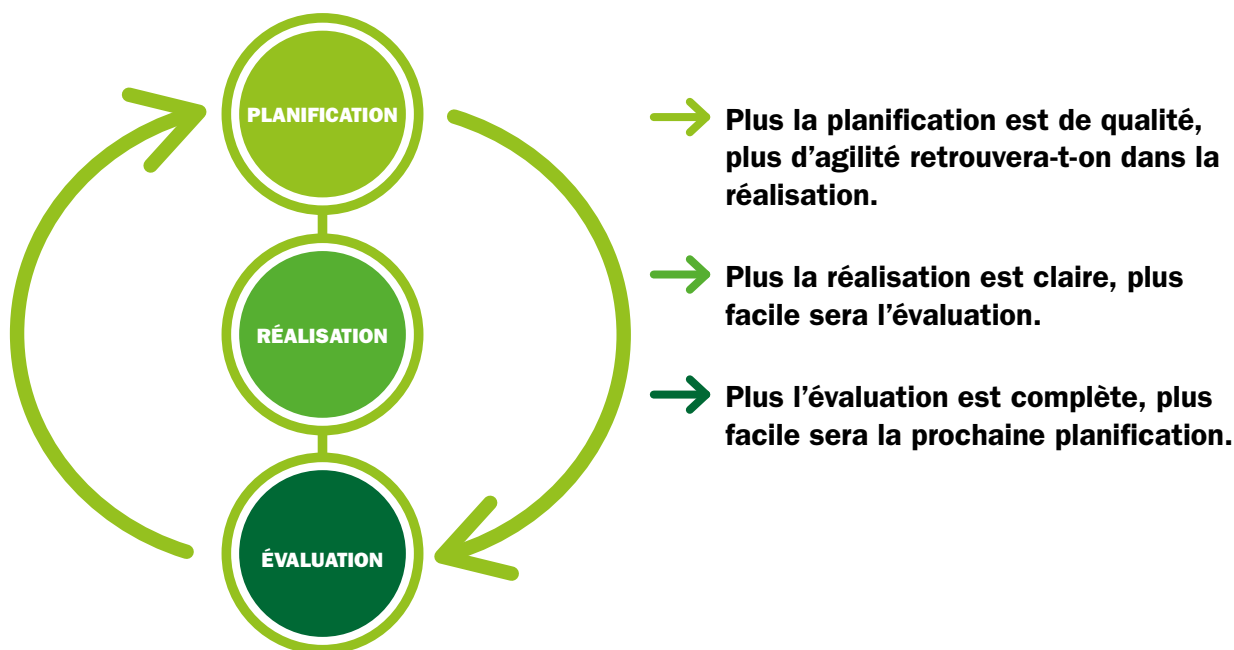 PLANIFICATION
RÉALISATION
ÉVALUATION
Plus la planification est de qualité,
plus d’agilité retrouvera-t-on dans la
réalisation.
Plus la réalisation est claire, plus
facile sera l’évaluation.
Plus l’évaluation est complète, plus
facile sera la prochaine planification.